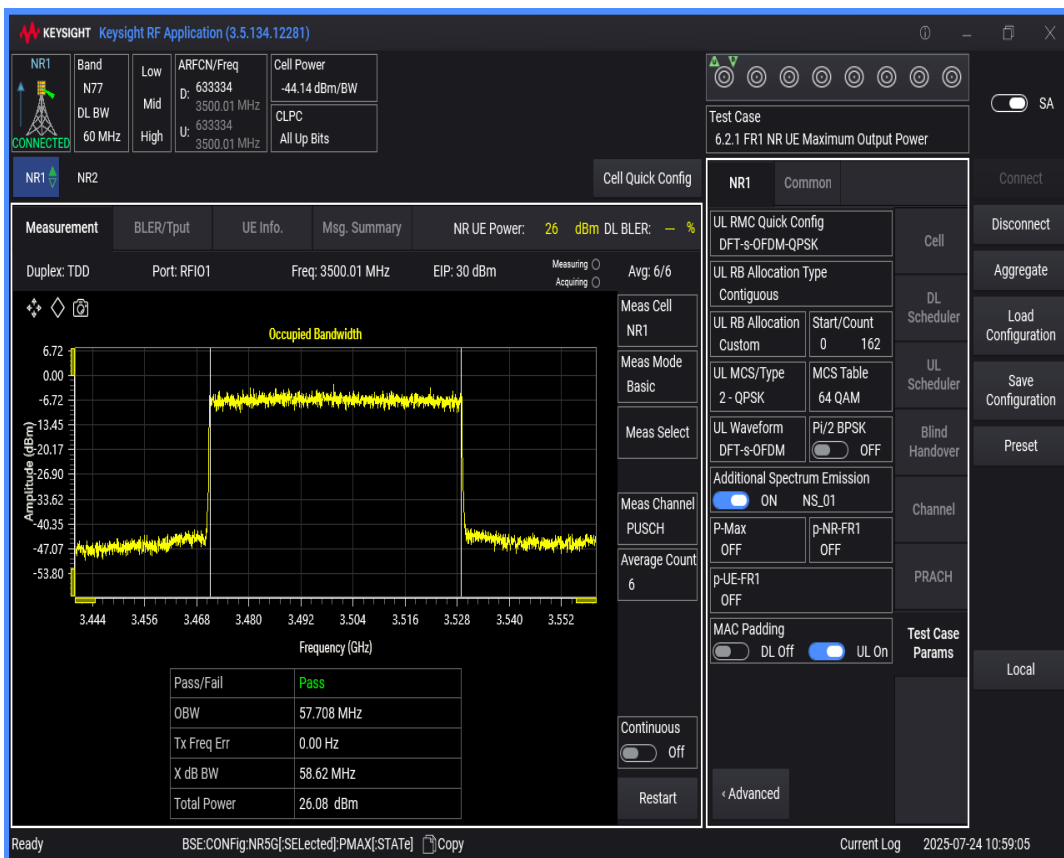 KEYSIGHT Keysight RF Application (3.5.134.12281)
NR1
CONNECTED
Band
N77
DL BW
60 MHz
Low
Mid
High
ARFCN/Freq
D: 633334
3500.01 MHz
U: 633334
3500.01 MHz
Cell Power
-44.14 dBm/BW
CLPC
All Up Bits
Test Case
6.2.1 FR1 NR UE Maximum Output Power
SA
NR1 NR2 Cell Quick Config
Measurement BLER/Tput UE Info. Msg. Summary NR UE Power: 26 dBm DL BLER: — %
Duplex: TDD Port: RFIO1 Freq: 3500.01 MHz EIP: 30 dBm Measuring Acquiring Avg: 6/6
Occupied Bandwidth
6.72
0.00
-6.72
-13.45
-20.17
-26.90
-33.62
-40.35
-47.07
-53.80
Amplitude (dBm)
3.444 3.456 3.468 3.480 3.492 3.504 3.516 3.528 3.540 3.552
Frequency (GHz)
Pass/Fail Pass
OBW 57.708 MHz
Tx Freq Err 0.00 Hz
X dB BW 58.62 MHz
Total Power 26.08 dBm
Meas Cell
NR1
Meas Mode
Basic
Meas Select
Meas Channel
PUSCH
Average Count
6
Continuous
Off
Restart
NR1 Common
UL RMC Quick Config
DFT-s-OFDM-QPSK
UL RB Allocation Type
Contiguous
UL RB Allocation
Custom
Start/Count
0 162
UL MCS/Type
2 - QPSK
MCS Table
64 QAM
UL Waveform
DFT-s-OFDM
Pi/2 BPSK
OFF
Additional Spectrum Emission
ON NS_01
P-Max
OFF
p-NR-FR1
OFF
p-UE-FR1
OFF
MAC Padding
DL Off UL On
‹ Advanced
Cell
DL
Scheduler
UL
Scheduler
Blind
Handover
Channel
PRACH
Test Case
Params
Connect
Disconnect
Aggregate
Load
Configuration
Save
Configuration
Preset
Local
Ready BSE:CONFig:NR5G[:SELected]:PMAX[:STATe] Copy Current Log 2025-07-24 10:59:05